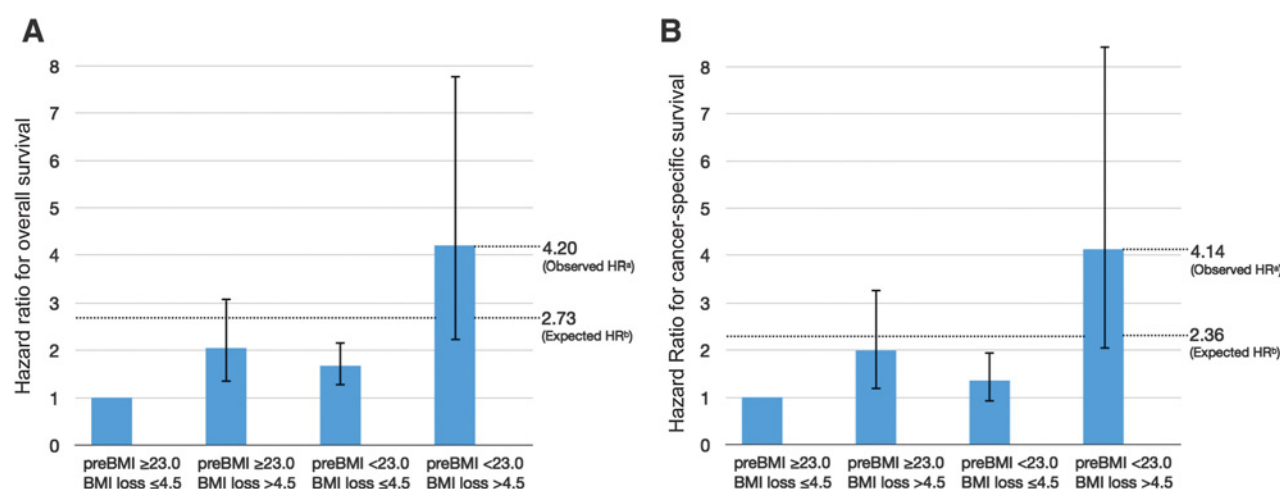 A
Hazard ratio for overall survival
8
7
6
5
4
3
2
1
0
4.20
(Observed HRᵃ)
2.73
(Expected HRᵇ)
preBMI ≥23.0
BMI loss ≤4.5
preBMI ≥23.0
BMI loss >4.5
preBMI <23.0
BMI loss ≤4.5
preBMI <23.0
BMI loss >4.5
B
Hazard Ratio for cancer-specific survival
8
7
6
5
4
3
2
1
0
4.14
(Observed HRᵃ)
2.36
(Expected HRᵇ)
preBMI ≥23.0
BMI loss ≤4.5
preBMI ≥23.0
BMI loss >4.5
preBMI <23.0
BMI loss ≤4.5
preBMI <23.0
BMI loss >4.5